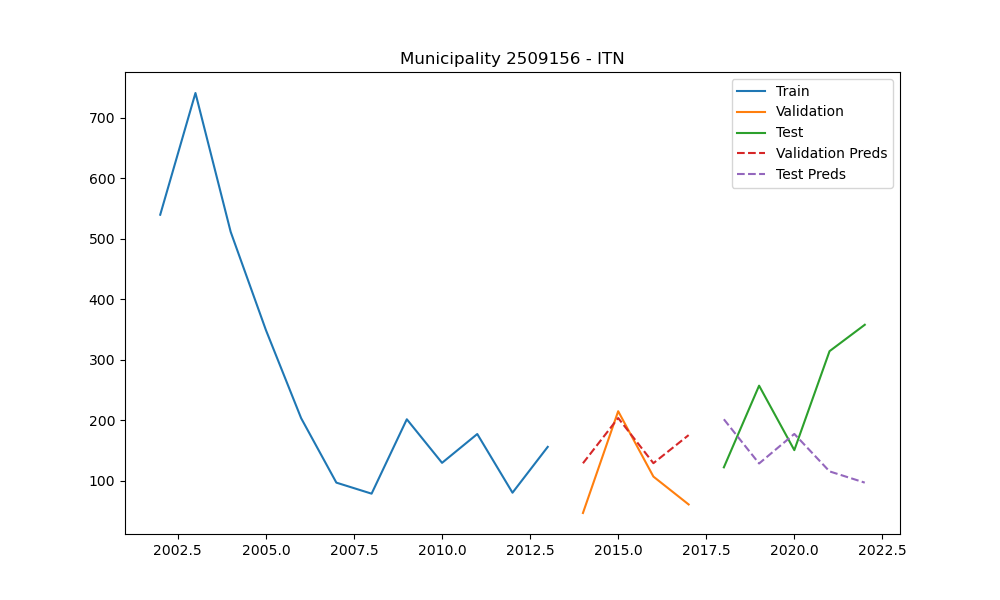 Municipality 2509156 - ITN
Train
Validation
Test
Validation Preds
Test Preds
700
600
500
400
300
200
100
2002.5 2005.0 2007.5 2010.0 2012.5 2015.0 2017.5 2020.0 2022.5